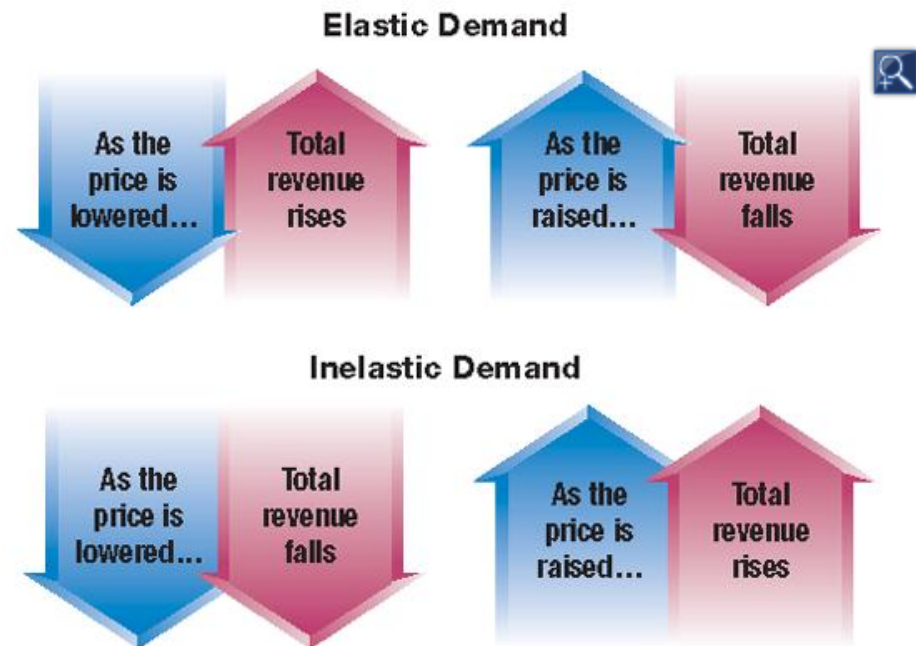 Elastic Demand
As the
price is
lowered...
Total
revenue
rises
As the
price is
raised...
Total
revenue
falls
Inelastic Demand
As the
price is
lowered...
Total
revenue
falls
As the
price is
raised...
Total
revenue
rises